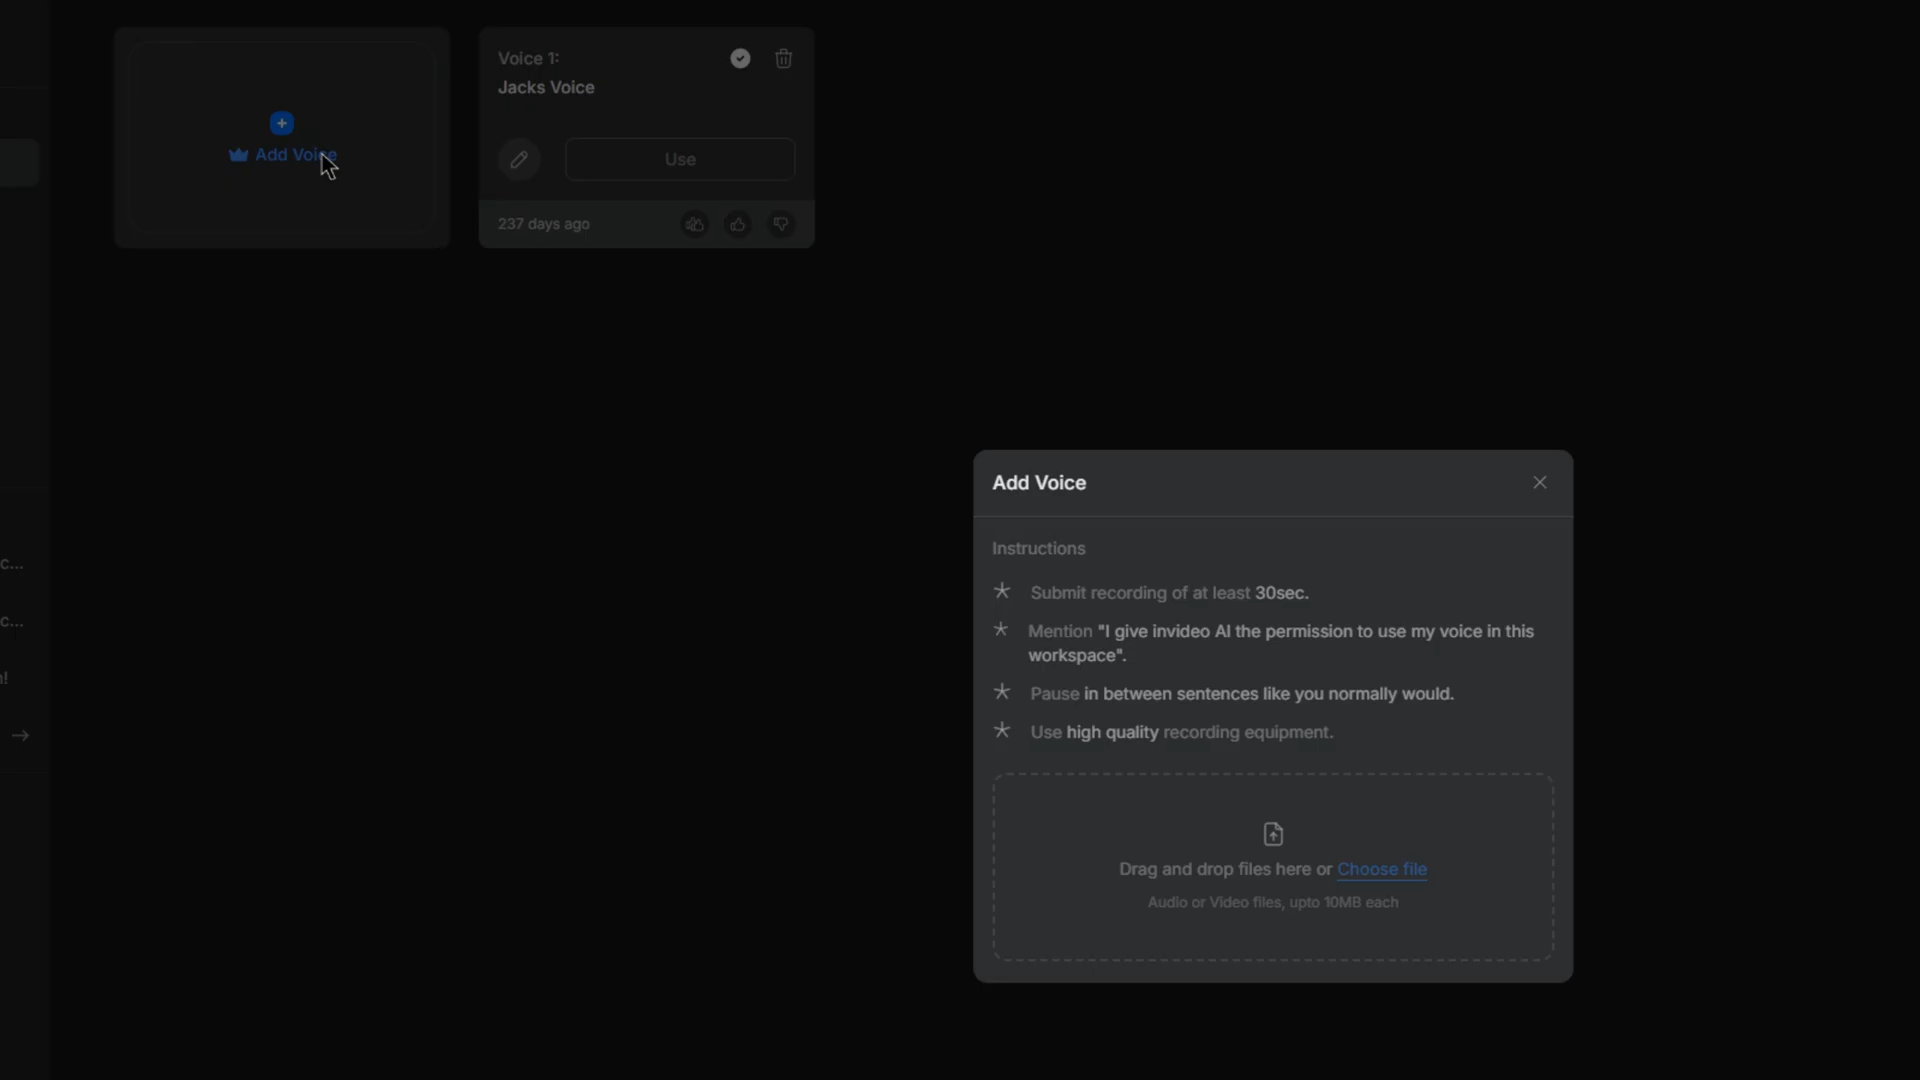 Voice 1:
Jacks Voice
Add Voice
Use
237 days ago
Add Voice
Instructions
Submit recording of at least 30sec.
Mention "I give invideo AI the permission to use my voice in this
workspace".
Pause in between sentences like you normally would.
Use high quality recording equipment.
Drag and drop files here or Choose file
Audio or Video files, upto 10MB each
c...
c...
!